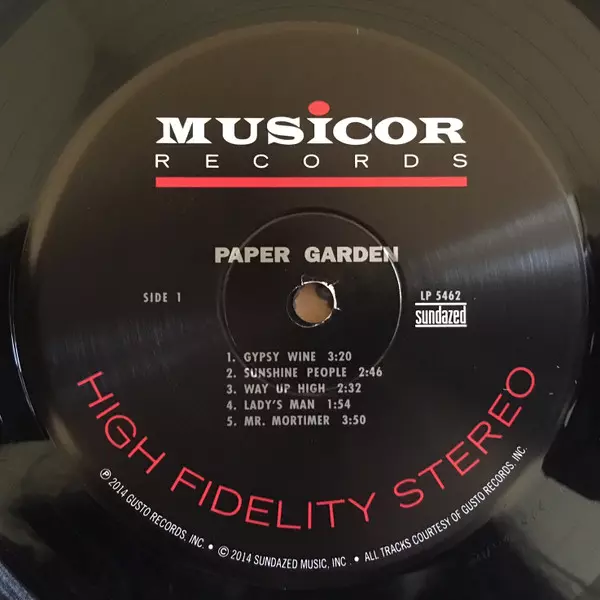 MUSiCOR
RECORDS
PAPER GARDEN
SIDE 1
LP 5462
sundazed
1. GYPSY WINE 3:20
2. SUNSHINE PEOPLE 2:46
3. WAY UP HIGH 2:32
4. LADY'S MAN 1:54
5. MR. MORTIMER 3:50
HIGH FIDELITY STEREO
℗ 2014 GUSTO RECORDS, INC. • © 2014 SUNDAZED MUSIC, INC. • ALL TRACKS COURTESY OF GUSTO RECORDS, INC.